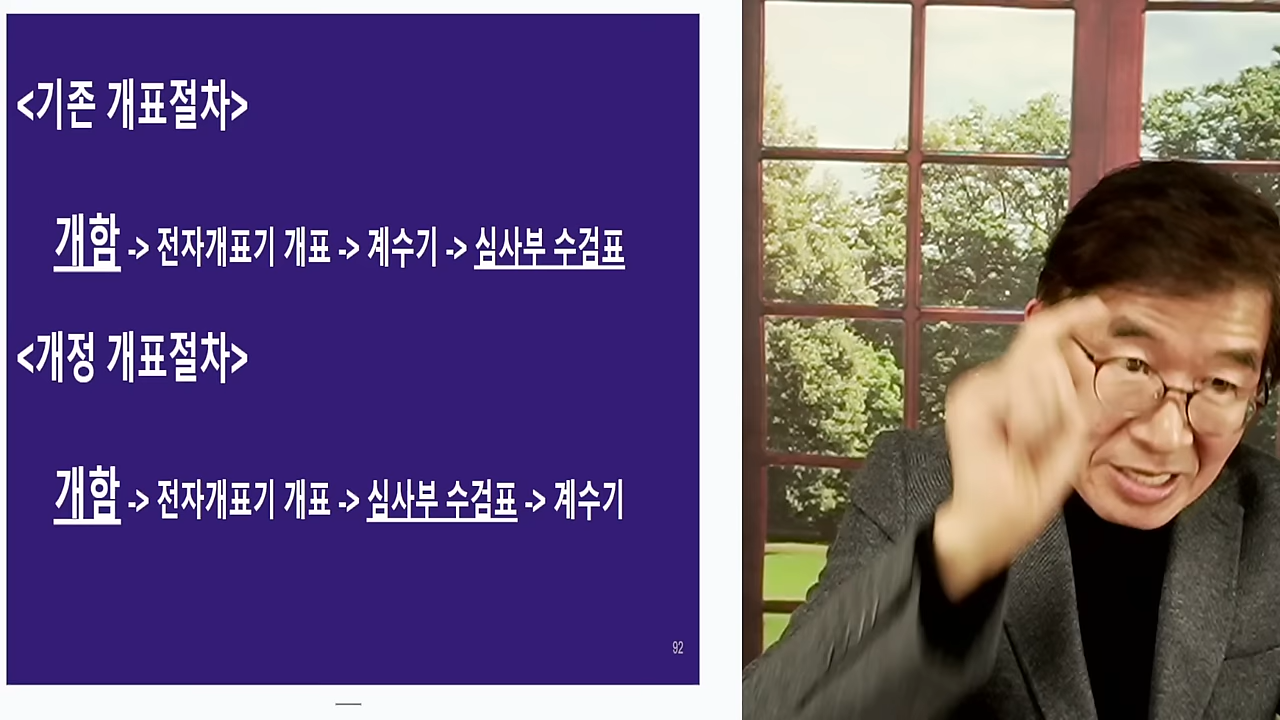 <기존 개표절차>
개함 -> 전자개표기 개표 -> 계수기 -> 심사부 수검표
<개정 개표절차>
개함 -> 전자개표기 개표 -> 심사부 수검표 -> 계수기
92